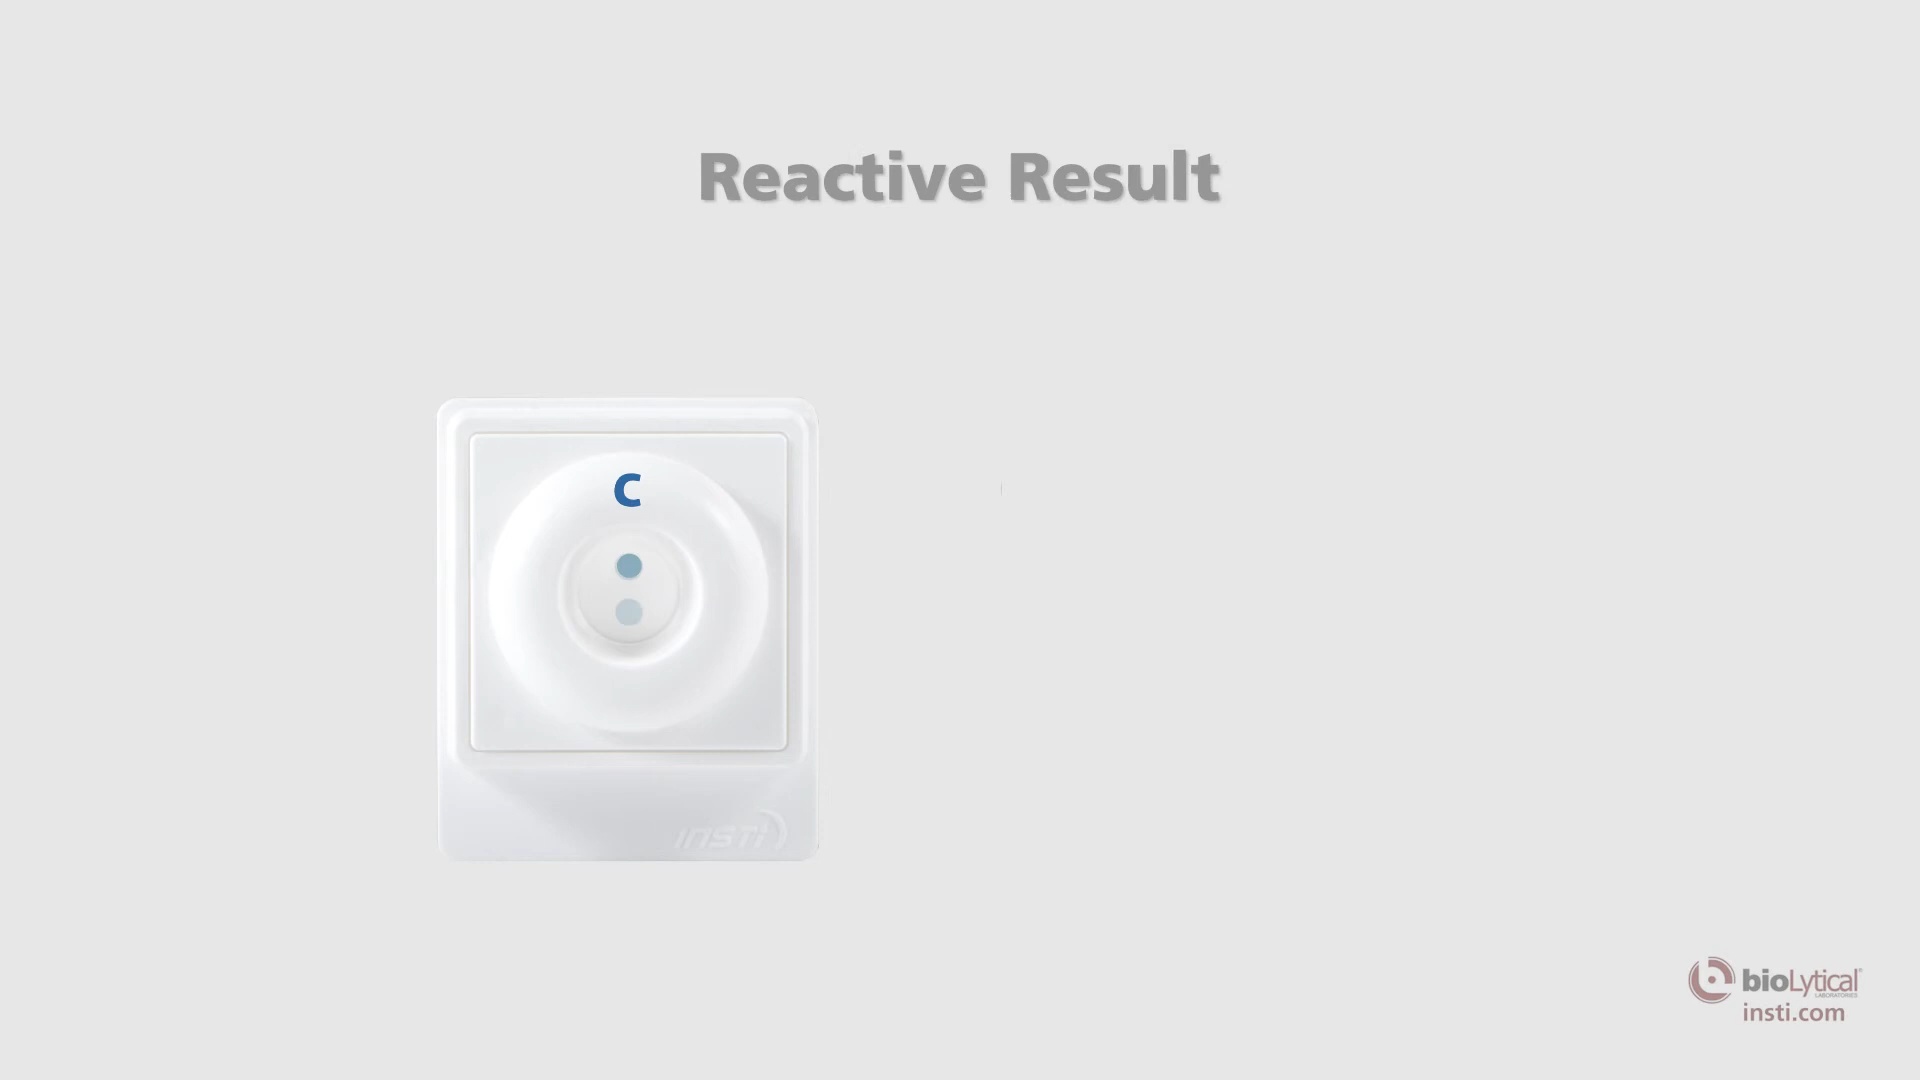 Reactive Result
C
INSTI
bioLytical®
LABORATORIES
insti.com